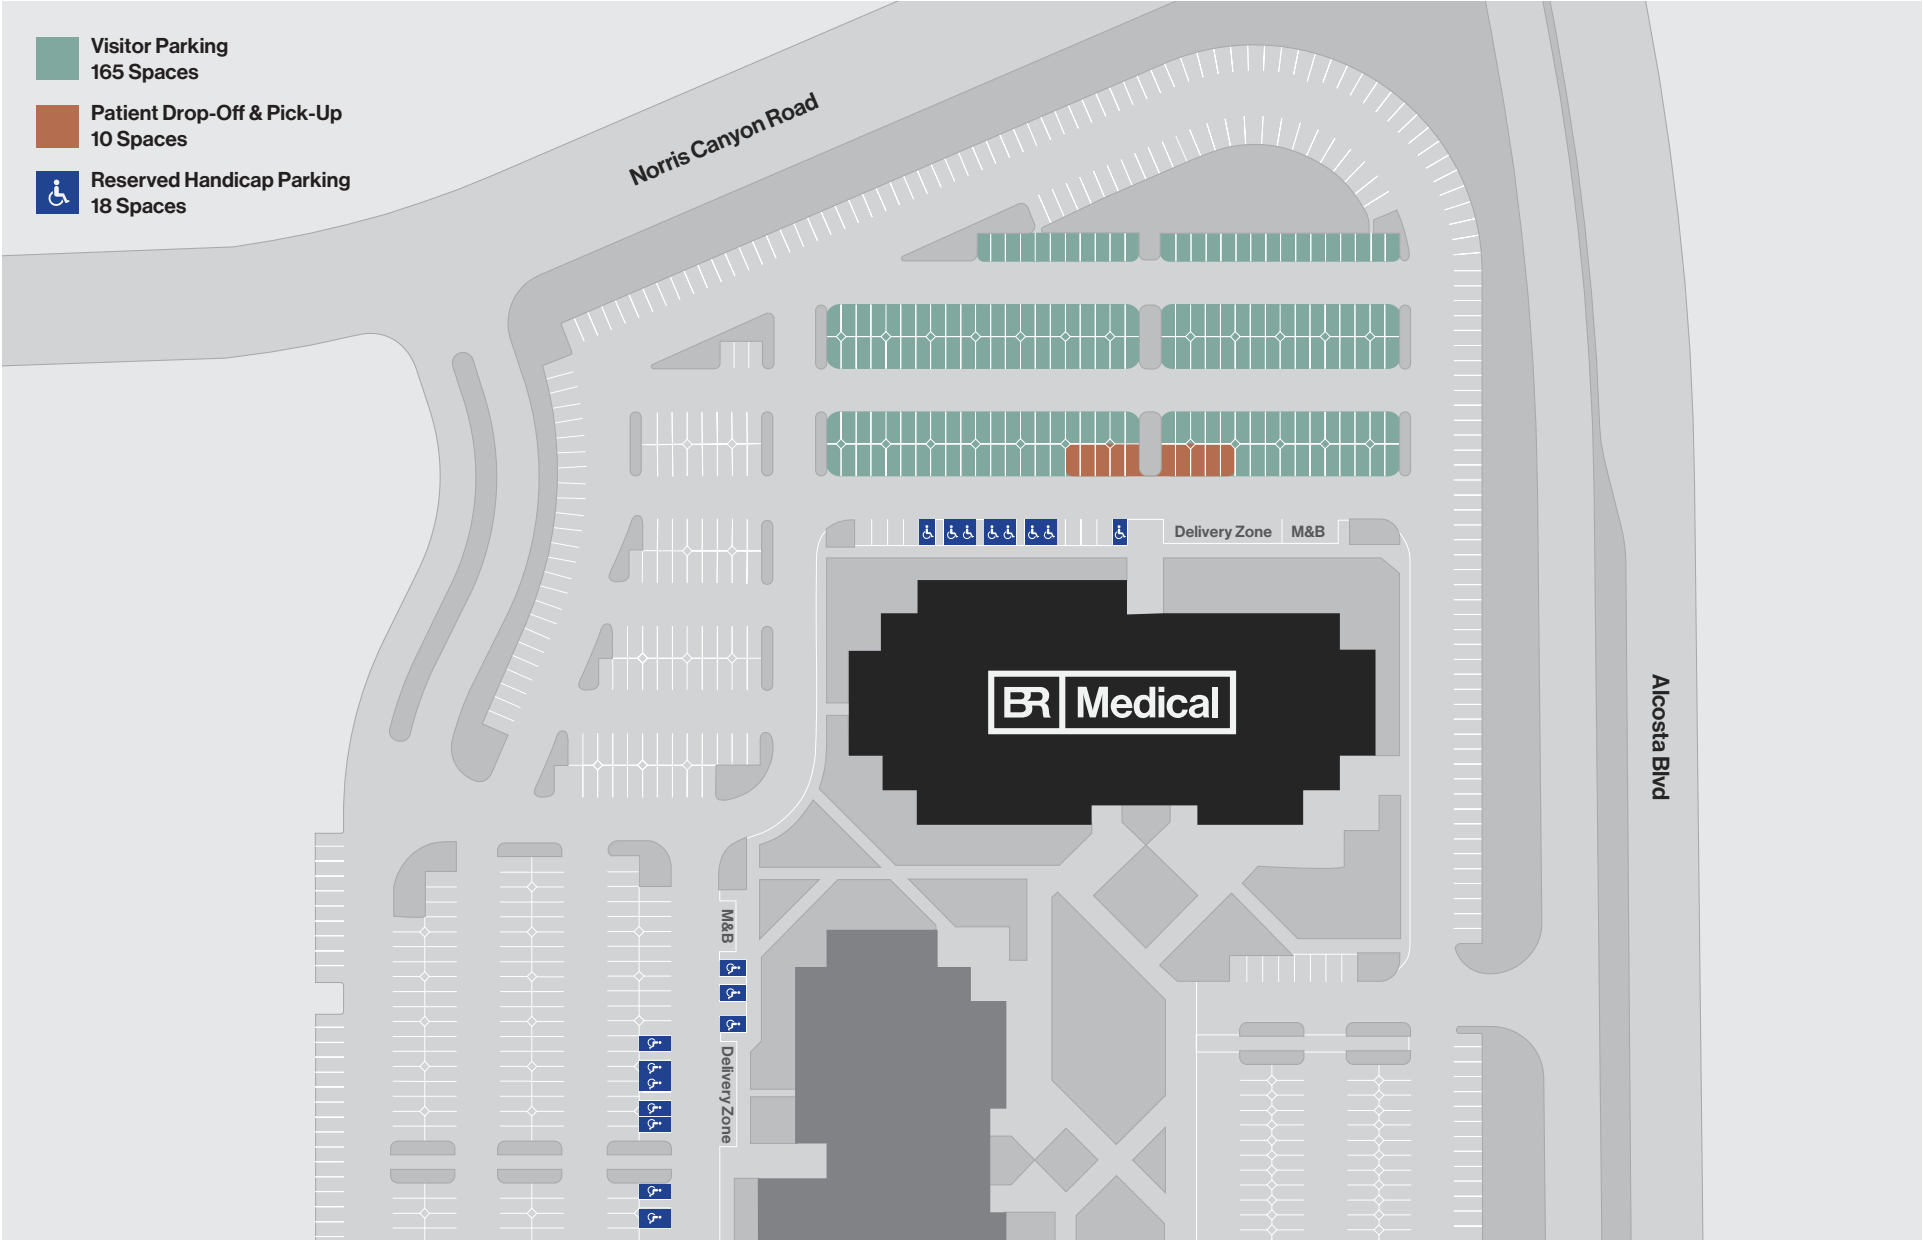 Visitor Parking
165 Spaces
Patient Drop-Off & Pick-Up
10 Spaces
Reserved Handicap Parking
18 Spaces
Norris Canyon Road
Delivery Zone
M&B
BR Medical
Alcosta Blvd
M&B
Delivery Zone